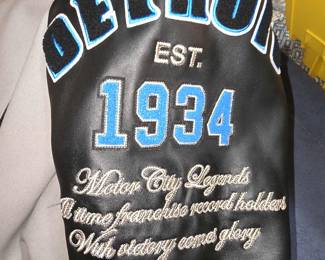 DETROIT
EST.
1934
Motor City Legends
All time franchise record holders
With victory comes glory